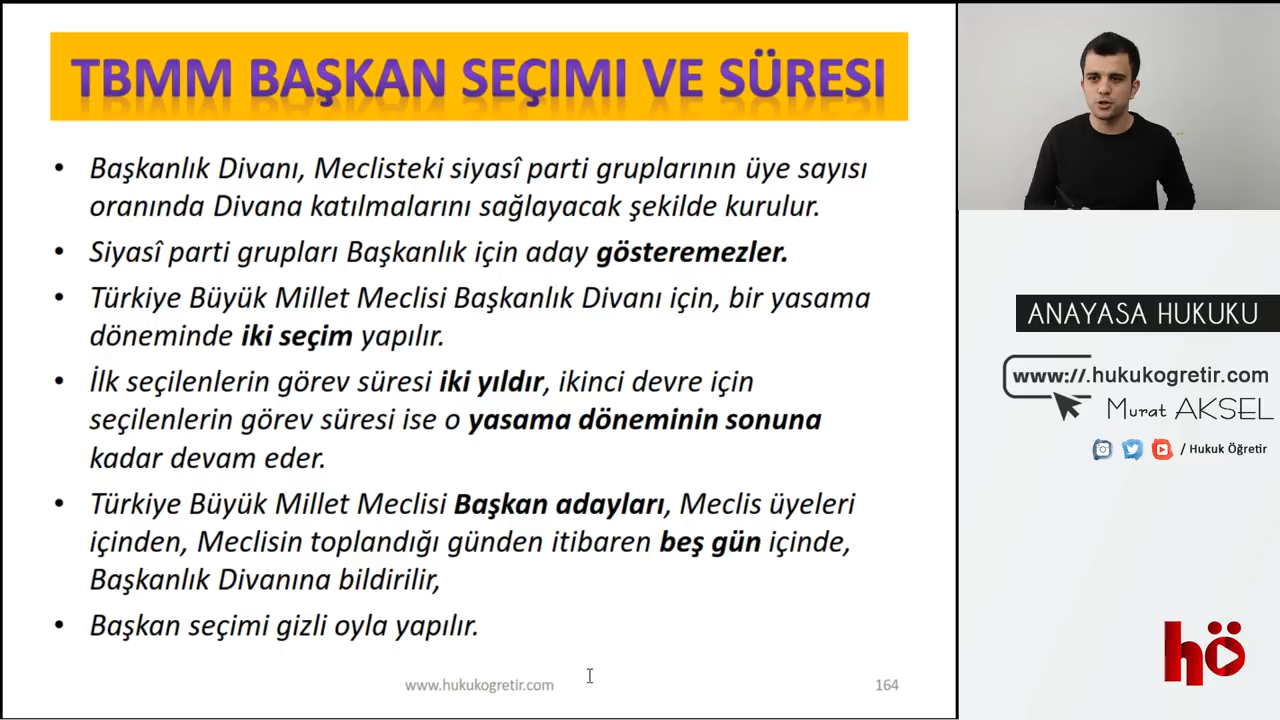 TBMM BAŞKAN SEÇİMİ VE SÜRESİ
• Başkanlık Divanı, Meclisteki siyasî parti gruplarının üye sayısı
oranında Divana katılmalarını sağlayacak şekilde kurulur.
• Siyasî parti grupları Başkanlık için aday gösteremezler.
• Türkiye Büyük Millet Meclisi Başkanlık Divanı için, bir yasama
döneminde iki seçim yapılır.
• İlk seçilenlerin görev süresi iki yıldır, ikinci devre için
seçilenlerin görev süresi ise o yasama döneminin sonuna
kadar devam eder.
• Türkiye Büyük Millet Meclisi Başkan adayları, Meclis üyeleri
içinden, Meclisin toplandığı günden itibaren beş gün içinde,
Başkanlık Divanına bildirilir,
• Başkan seçimi gizli oyla yapılır.
www.hukukogretir.com
164
ANAYASA HUKUKU
www://.hukukogretir.com
Murat AKSEL
/ Hukuk Öğretir
hö